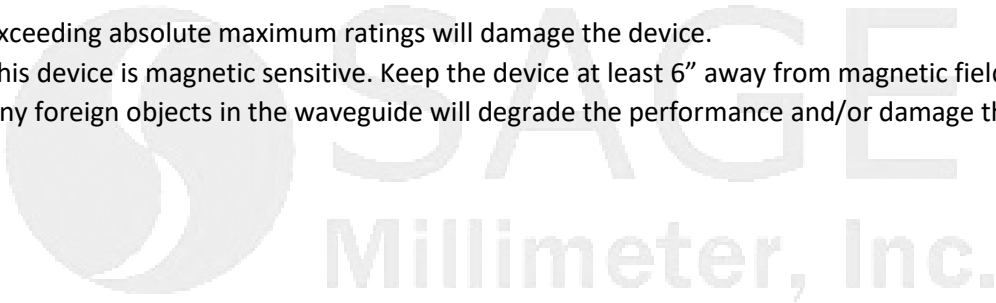 xceeding absolute maximum ratings will damage the device.
his device is magnetic sensitive. Keep the device at least 6” away from magnetic fiel
ny foreign objects in the waveguide will degrade the performance and/or damage th
SAGE
Millimeter, Inc.